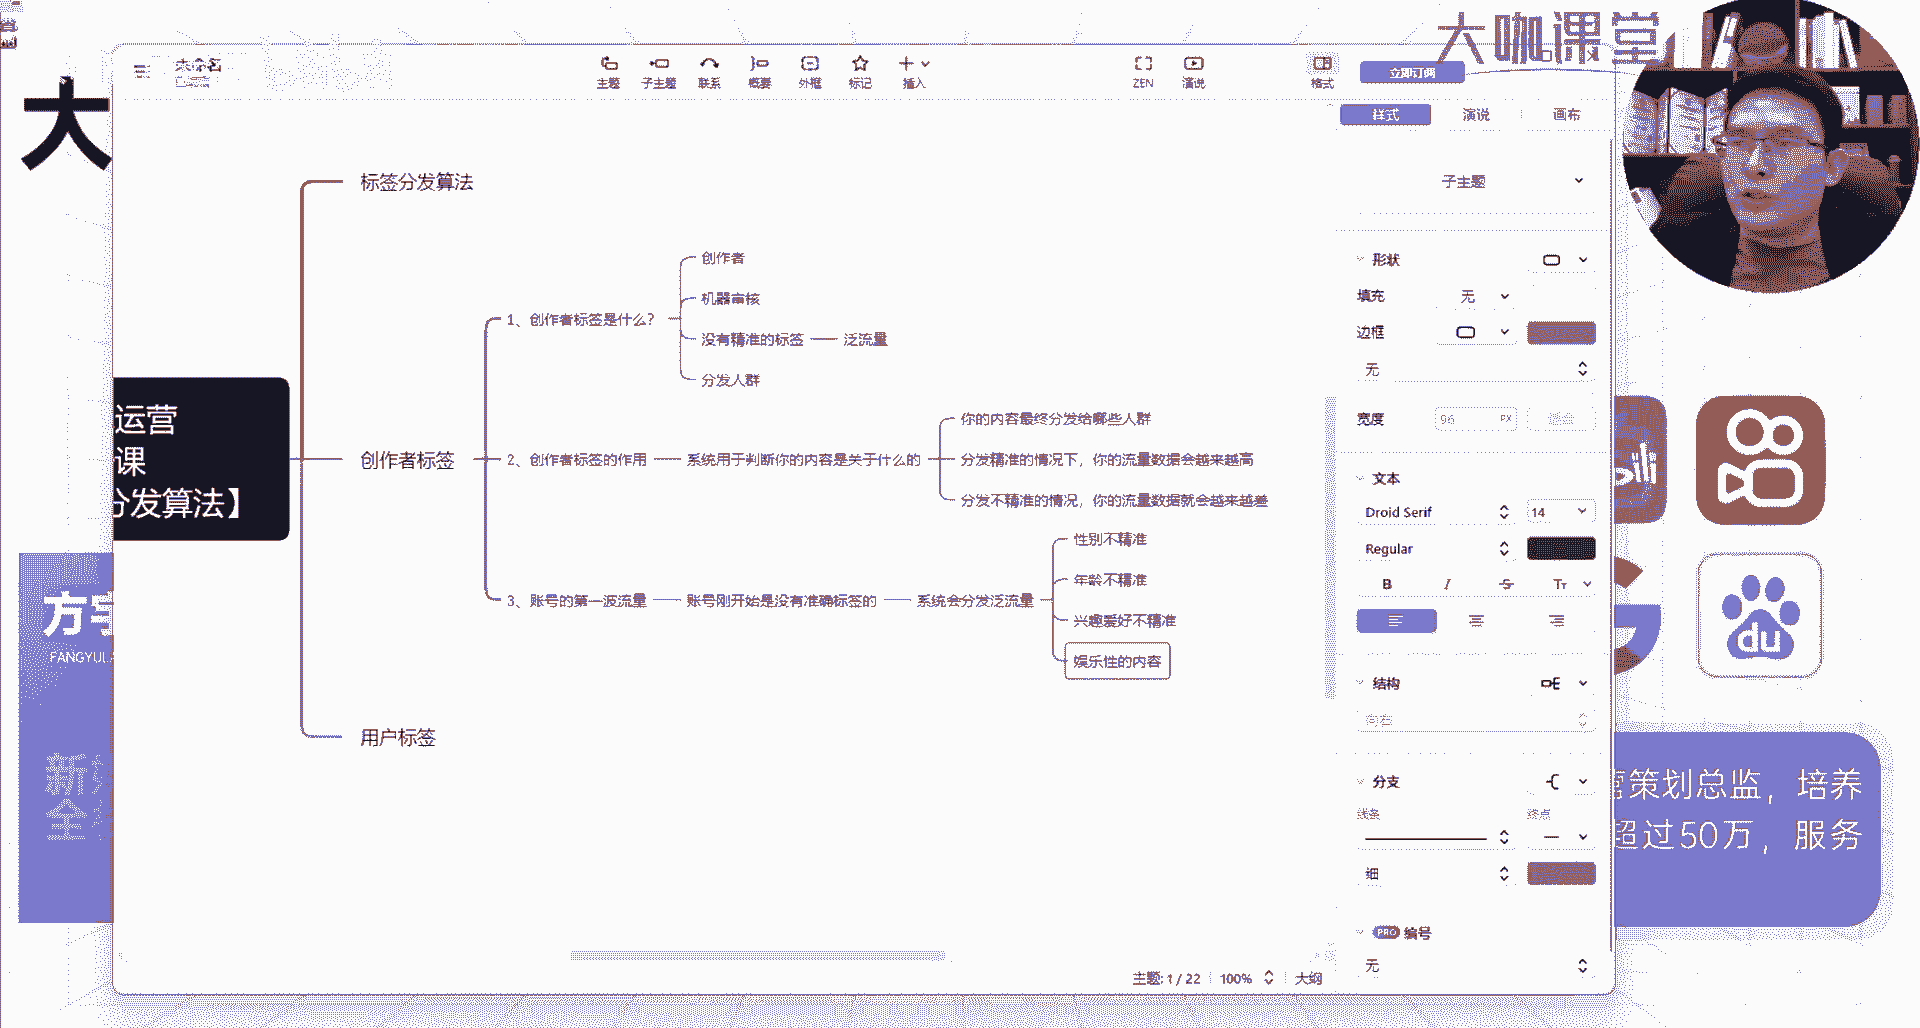 大咖课堂
大
未命名
主题
子主题
联系
概要
外框
标记
插入
ZEN
演说
格式
立即订阅
样式
演说
画布
标签分发算法
创作者
机器审核
1、创作者标签是什么?
没有精准的标签
泛流量
分发人群
运营
课
分发算法】
创作者标签
你的内容最终分发给哪些人群
2、创作者标签的作用
系统用于判断你的内容是关于什么的
分发精准的情况下，你的流量数据会越来越高
分发不精准的情况，你的流量数据就会越来越差
性别不精准
年龄不精准
3、账号的第一波流量
账号刚开始是没有准确标签的
系统会分发泛流量
兴趣爱好不精准
娱乐性的内容
用户标签
子主题
形状
填充
无
边框
无
宽度
96
PX
文本
Droid Serif
14
Regular
B
I
S
Tт
结构
向右
分支
线条
终点
细
PRO
编号
无
主题: 1 / 22
100%
大纲
方
FANGYU
新
全
ili
du
营策划总监，培养
超过50万，服务